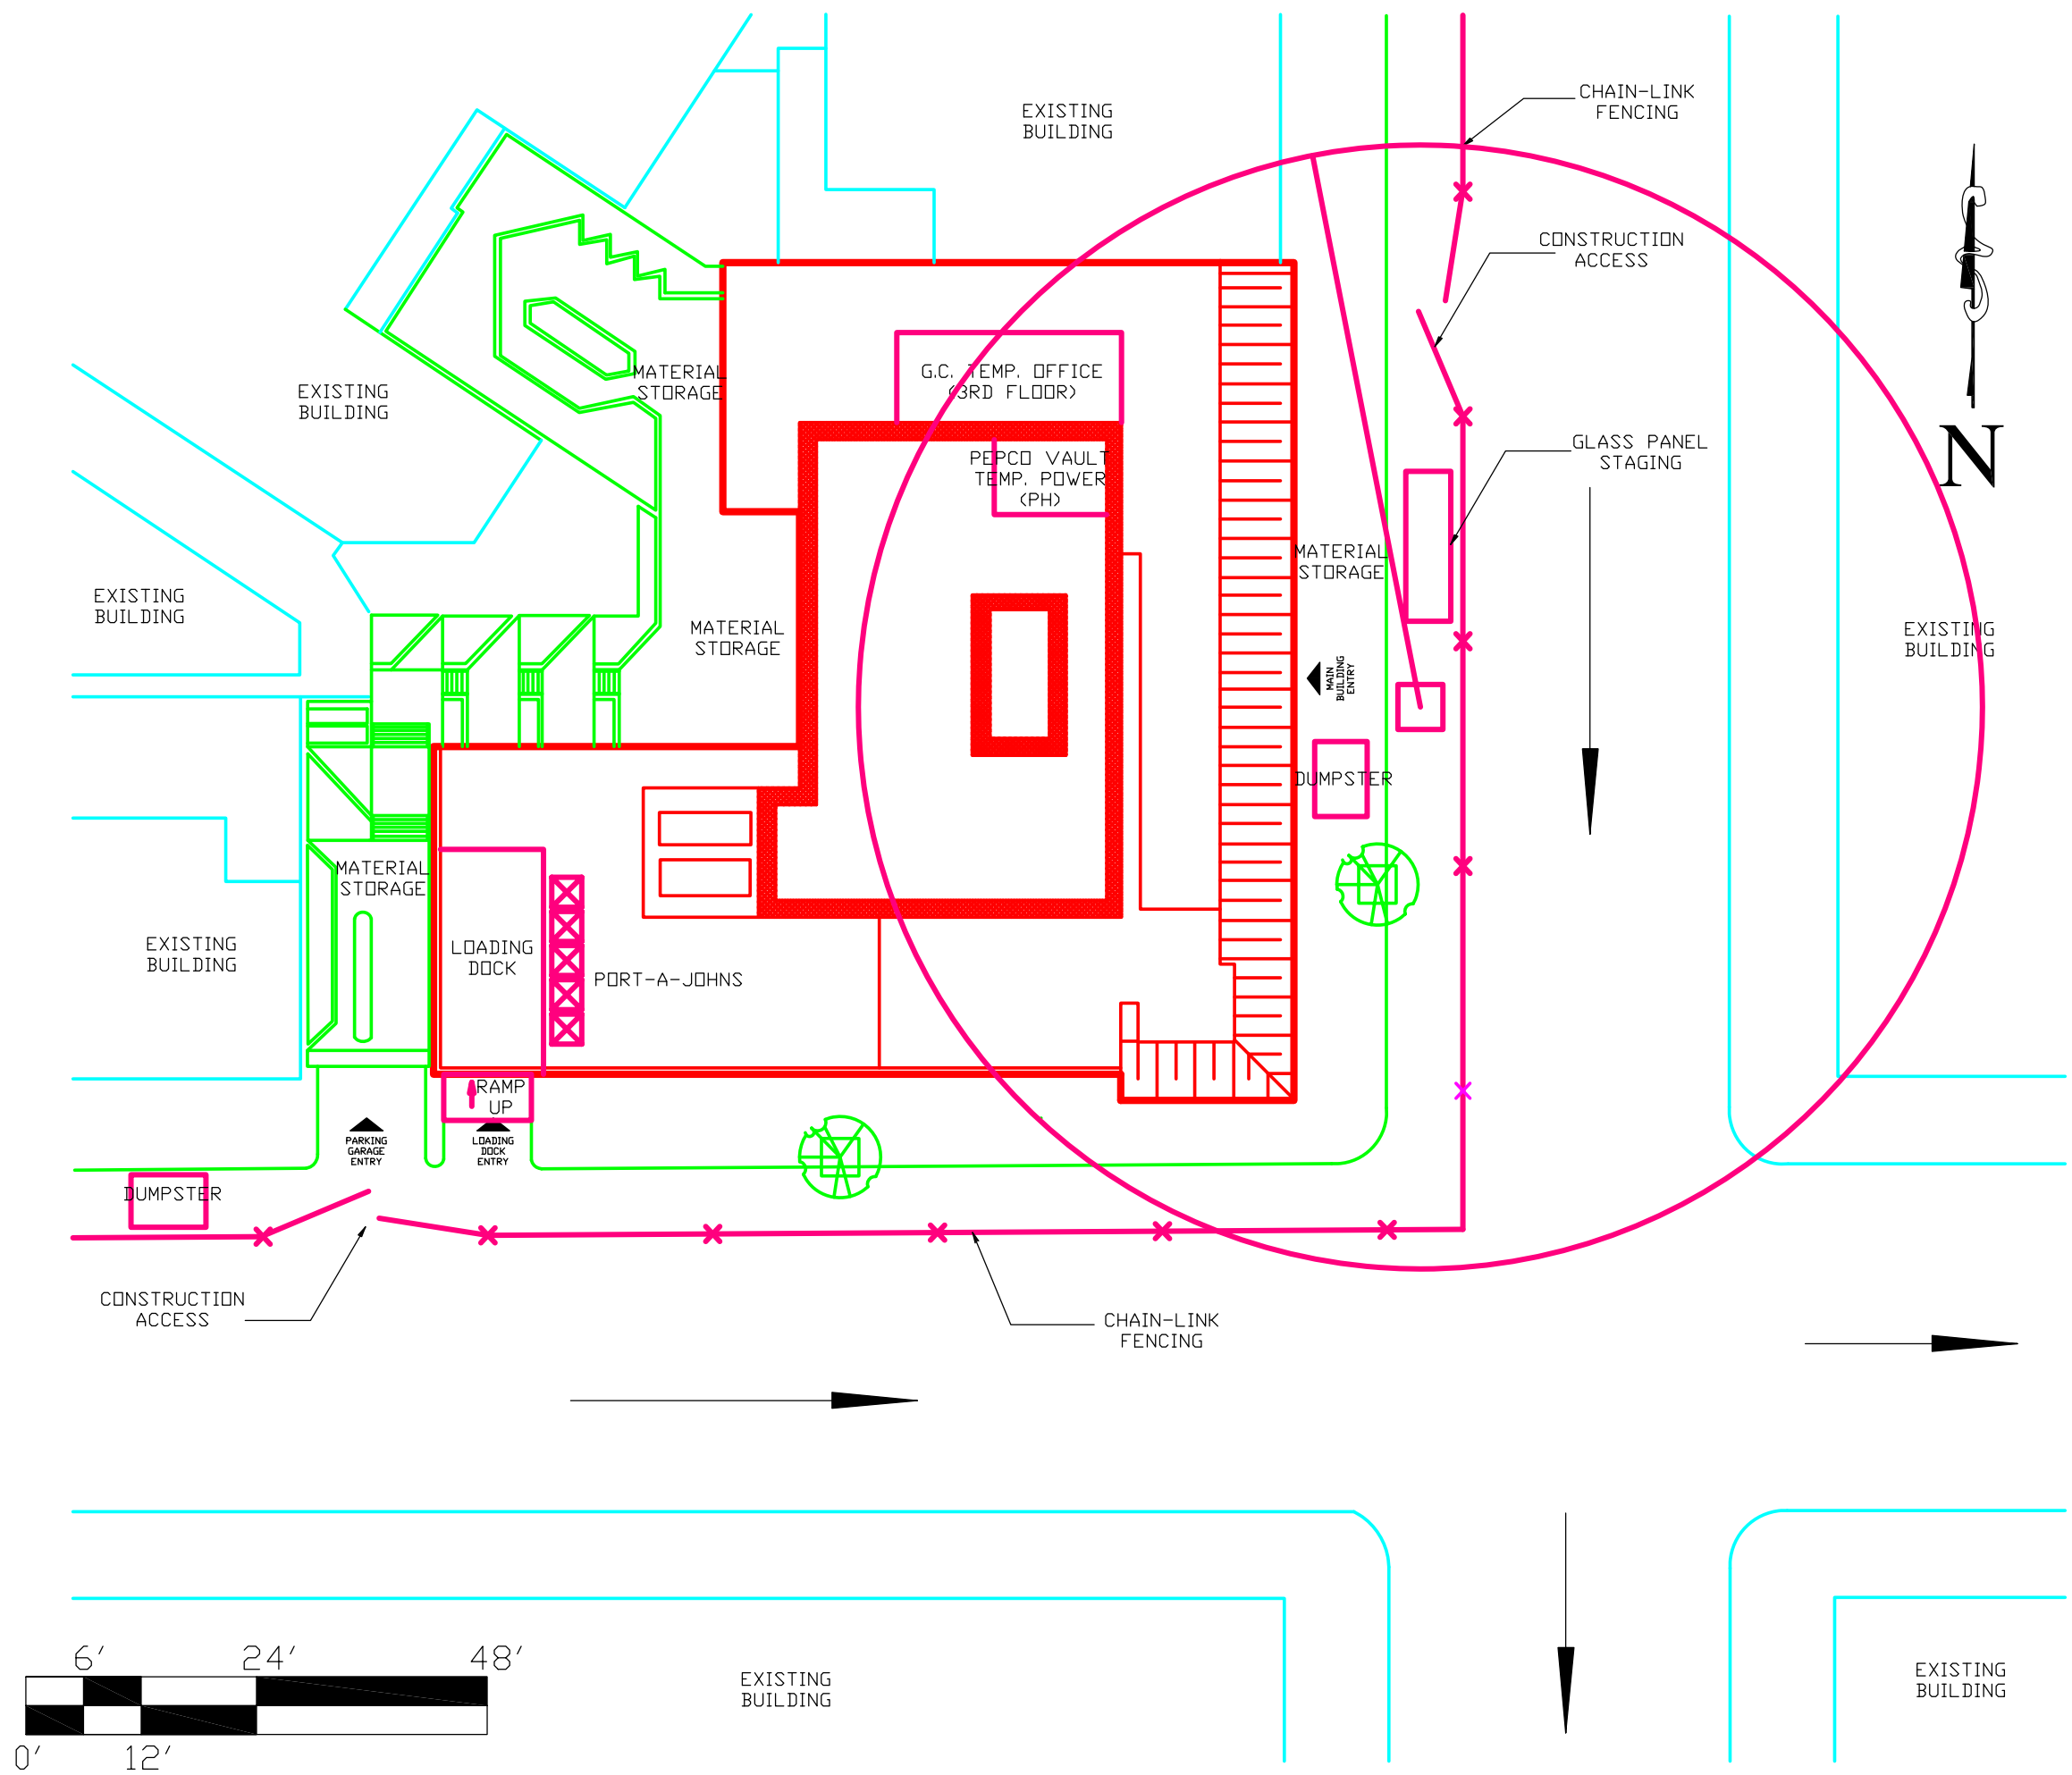 CHAIN-LINK
FENCING
EXISTING
BUILDING
CONSTRUCTION
ACCESS
MATERIAL
STORAGE
G.C. TEMP. OFFICE
(3RD FLOOR)
EXISTING
BUILDING
N
GLASS PANEL
STAGING
PEPCO VAULT
TEMP. POWER
(PH)
MATERIAL
STORAGE
EXISTING
BUILDING
MATERIAL
STORAGE
EXISTING
BUILDING
MAIN
BUILDING
ENTRY
DUMPSTER
MATERIAL
STORAGE
EXISTING
BUILDING
LOADING
DOCK
PORT-A-JOHNS
RAMP
UP
PARKING
GARAGE
ENTRY
LOADING
DOCK
ENTRY
DUMPSTER
CONSTRUCTION
ACCESS
CHAIN-LINK
FENCING
6' 24' 48'
0' 12'
EXISTING
BUILDING
EXISTING
BUILDING